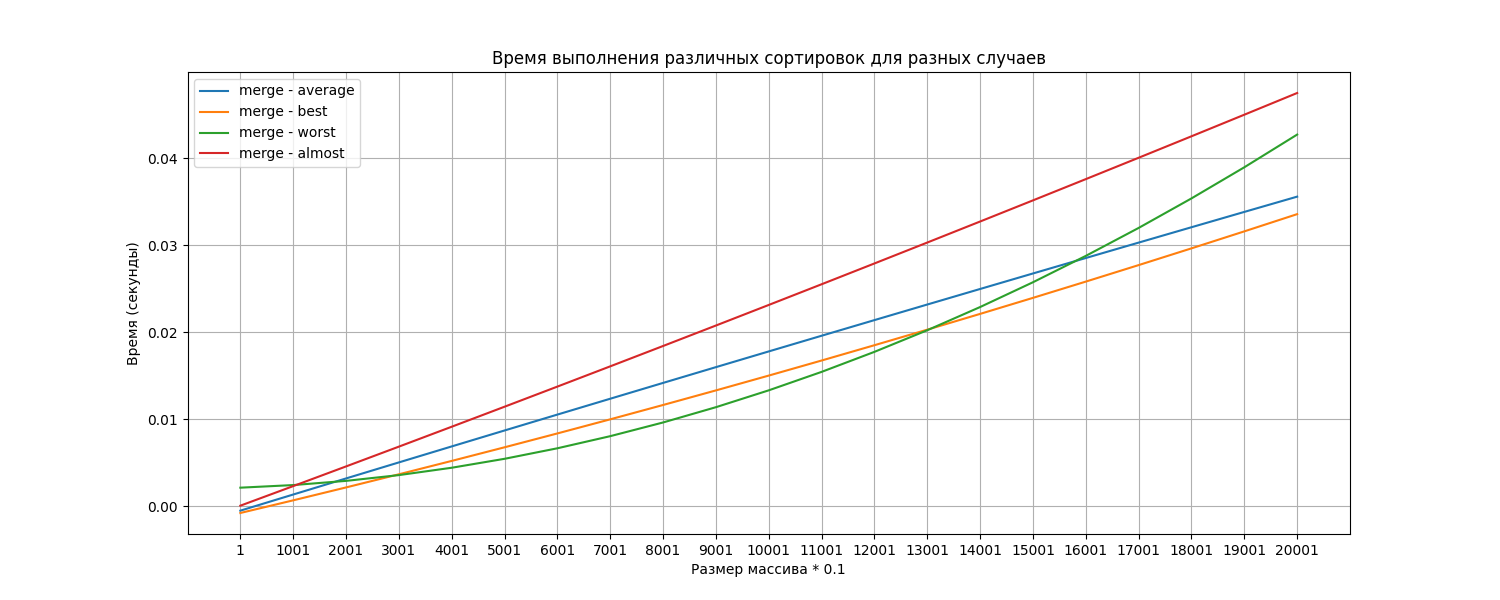 Время выполнения различных сортировок для разных случаев
merge - average
merge - best
merge - worst
merge - almost
0.04
0.03
0.02
0.01
0.00
Время (секунды)
1 1001 2001 3001 4001 5001 6001 7001 8001 9001 10001 11001 12001 13001 14001 15001 16001 17001 18001 19001 20001
Размер массива * 0.1